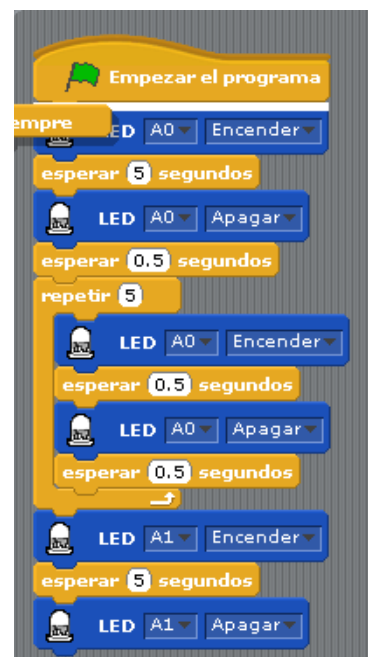 Empezar el programa
empre
LED A0 Encender
esperar 5 segundos
LED A0 Apagar
esperar 0.5 segundos
repetir 5
LED A0 Encender
esperar 0.5 segundos
LED A0 Apagar
esperar 0.5 segundos
LED A1 Encender
esperar 5 segundos
LED A1 Apagar